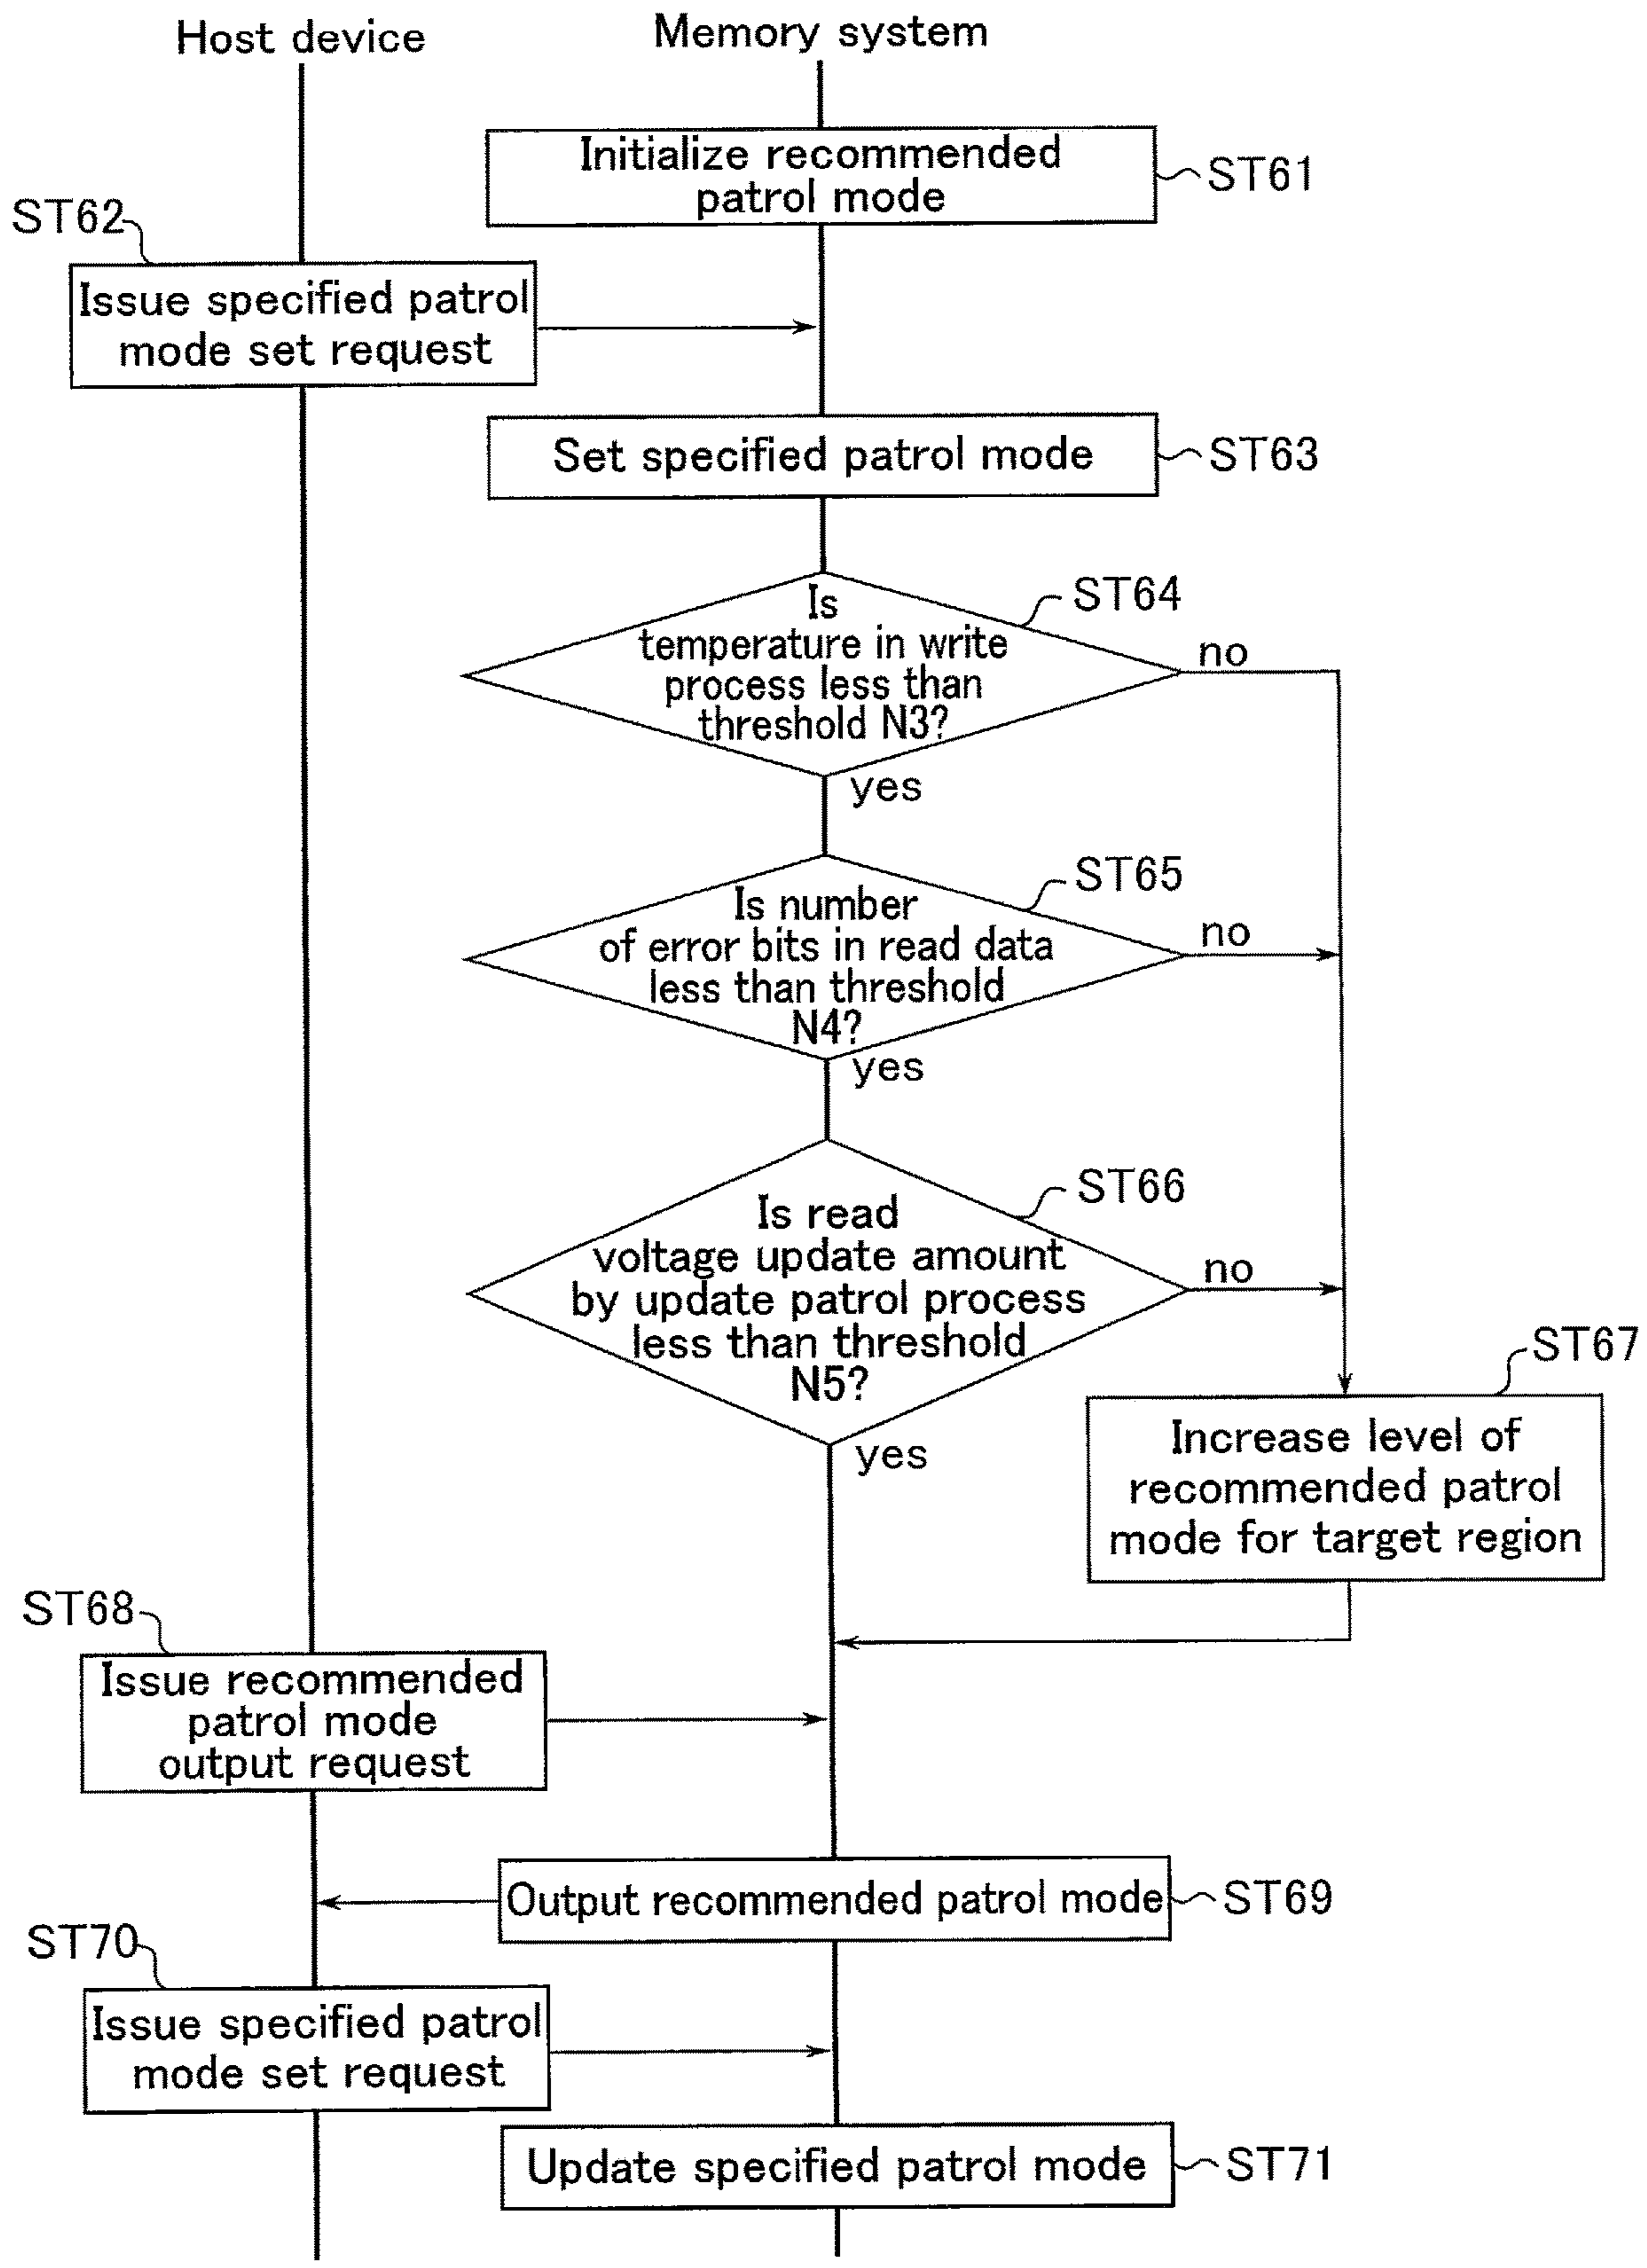 Host device
Memory system
Initialize recommended
patrol mode
ST61
ST62
Issue specified patrol
mode set request
Set specified patrol mode
ST63
Is
temperature in write
process less than
threshold N3?
ST64
no
yes
Is number
of error bits in read data
less than threshold
N4?
ST65
no
yes
Is read
voltage update amount
by update patrol process
less than threshold
N5?
ST66
no
yes
ST67
Increase level of
recommended patrol
mode for target region
ST68
Issue recommended
patrol mode
output request
Output recommended patrol mode
ST69
ST70
Issue specified patrol
mode set request
Update specified patrol mode
ST71